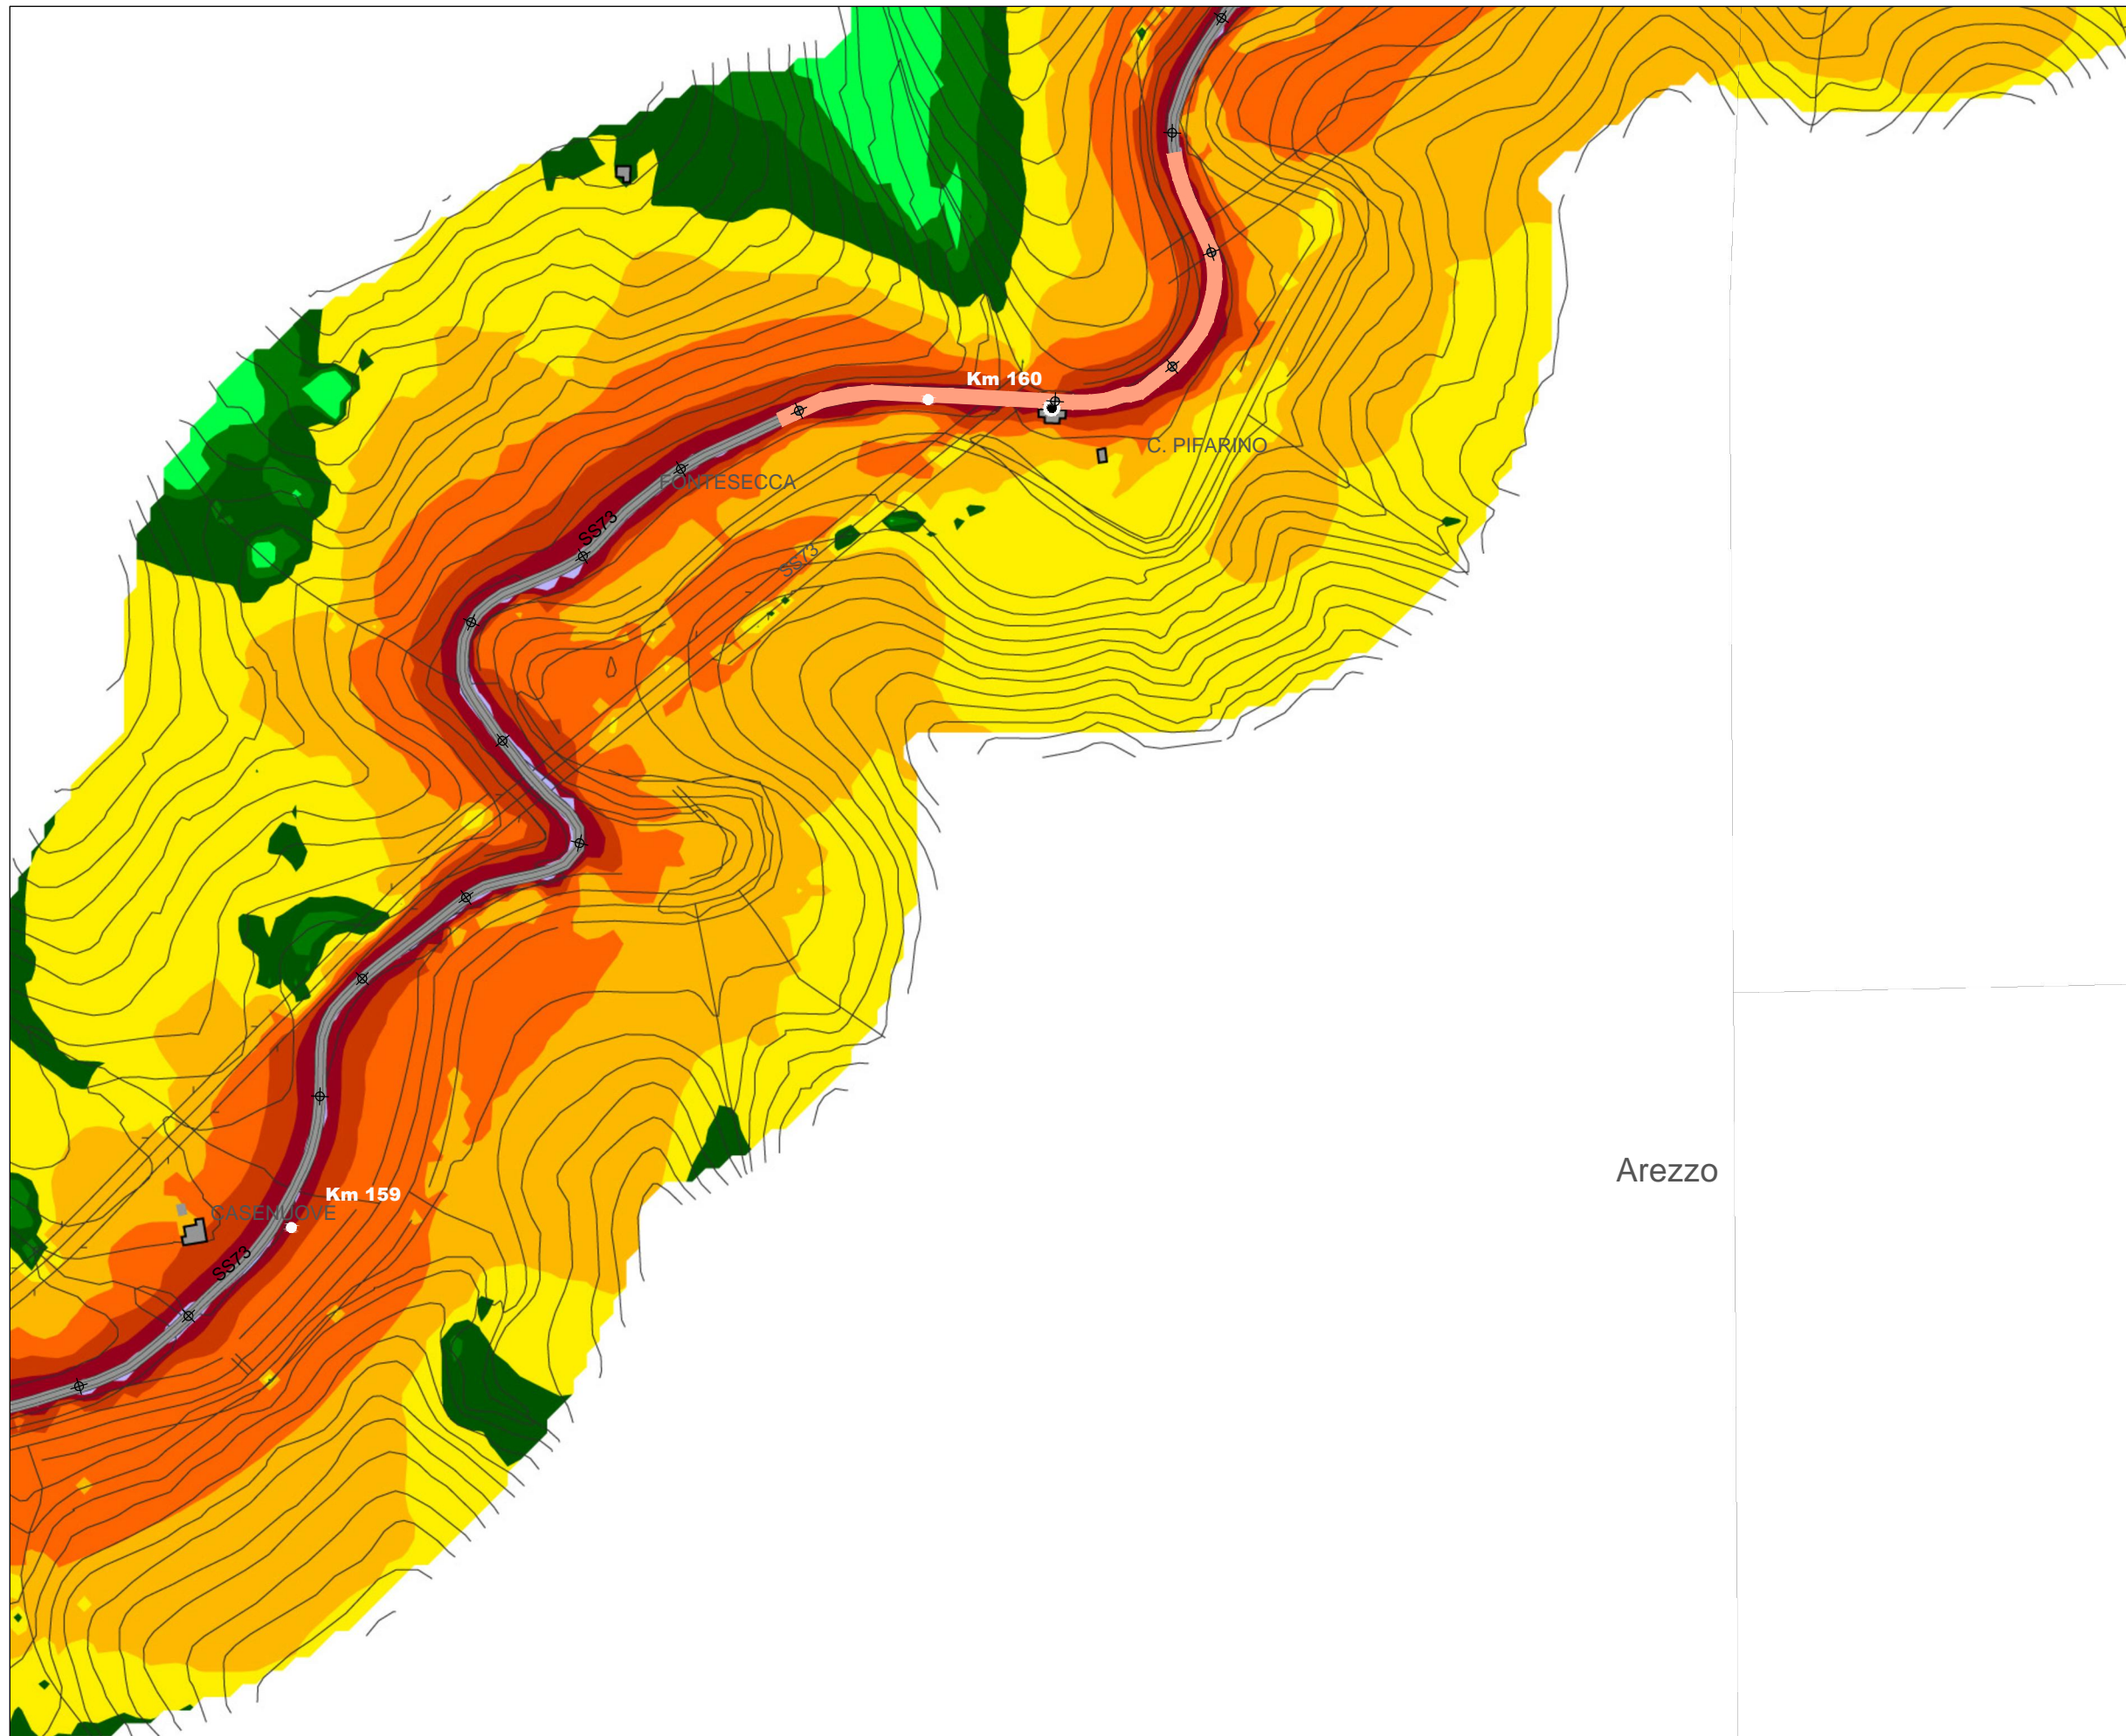 Km 160
C. PIFARINO
FONTESECCA
SS73
SS73
Arezzo
Km 159
CASENUOVE
SS73